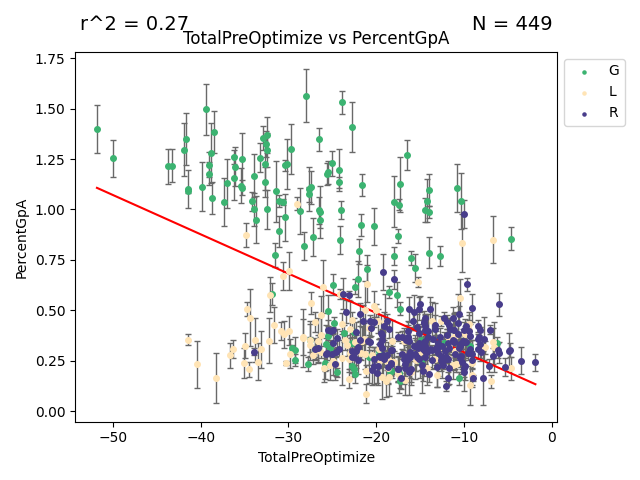 r^2 = 0.27
N = 449
TotalPreOptimize vs PercentGpA
G
L
R
1.75
1.50
1.25
1.00
0.75
0.50
0.25
0.00
PercentGpA
−50
−40
−30
−20
−10
0
TotalPreOptimize